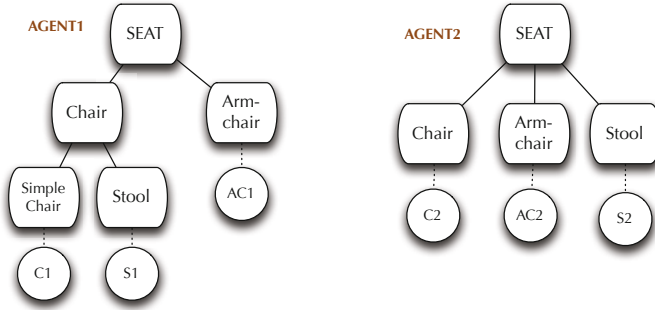 AGENT1
SEAT
Chair
Arm-
chair
Simple
Chair
Stool
AC1
C1
S1
AGENT2
SEAT
Chair
Arm-
chair
Stool
C2
AC2
S2